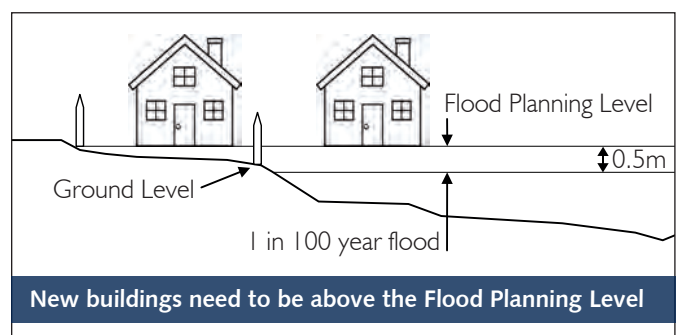 Flood Planning Level
0.5m
Ground Level
1 in 100 year flood
New buildings need to be above the Flood Planning Level